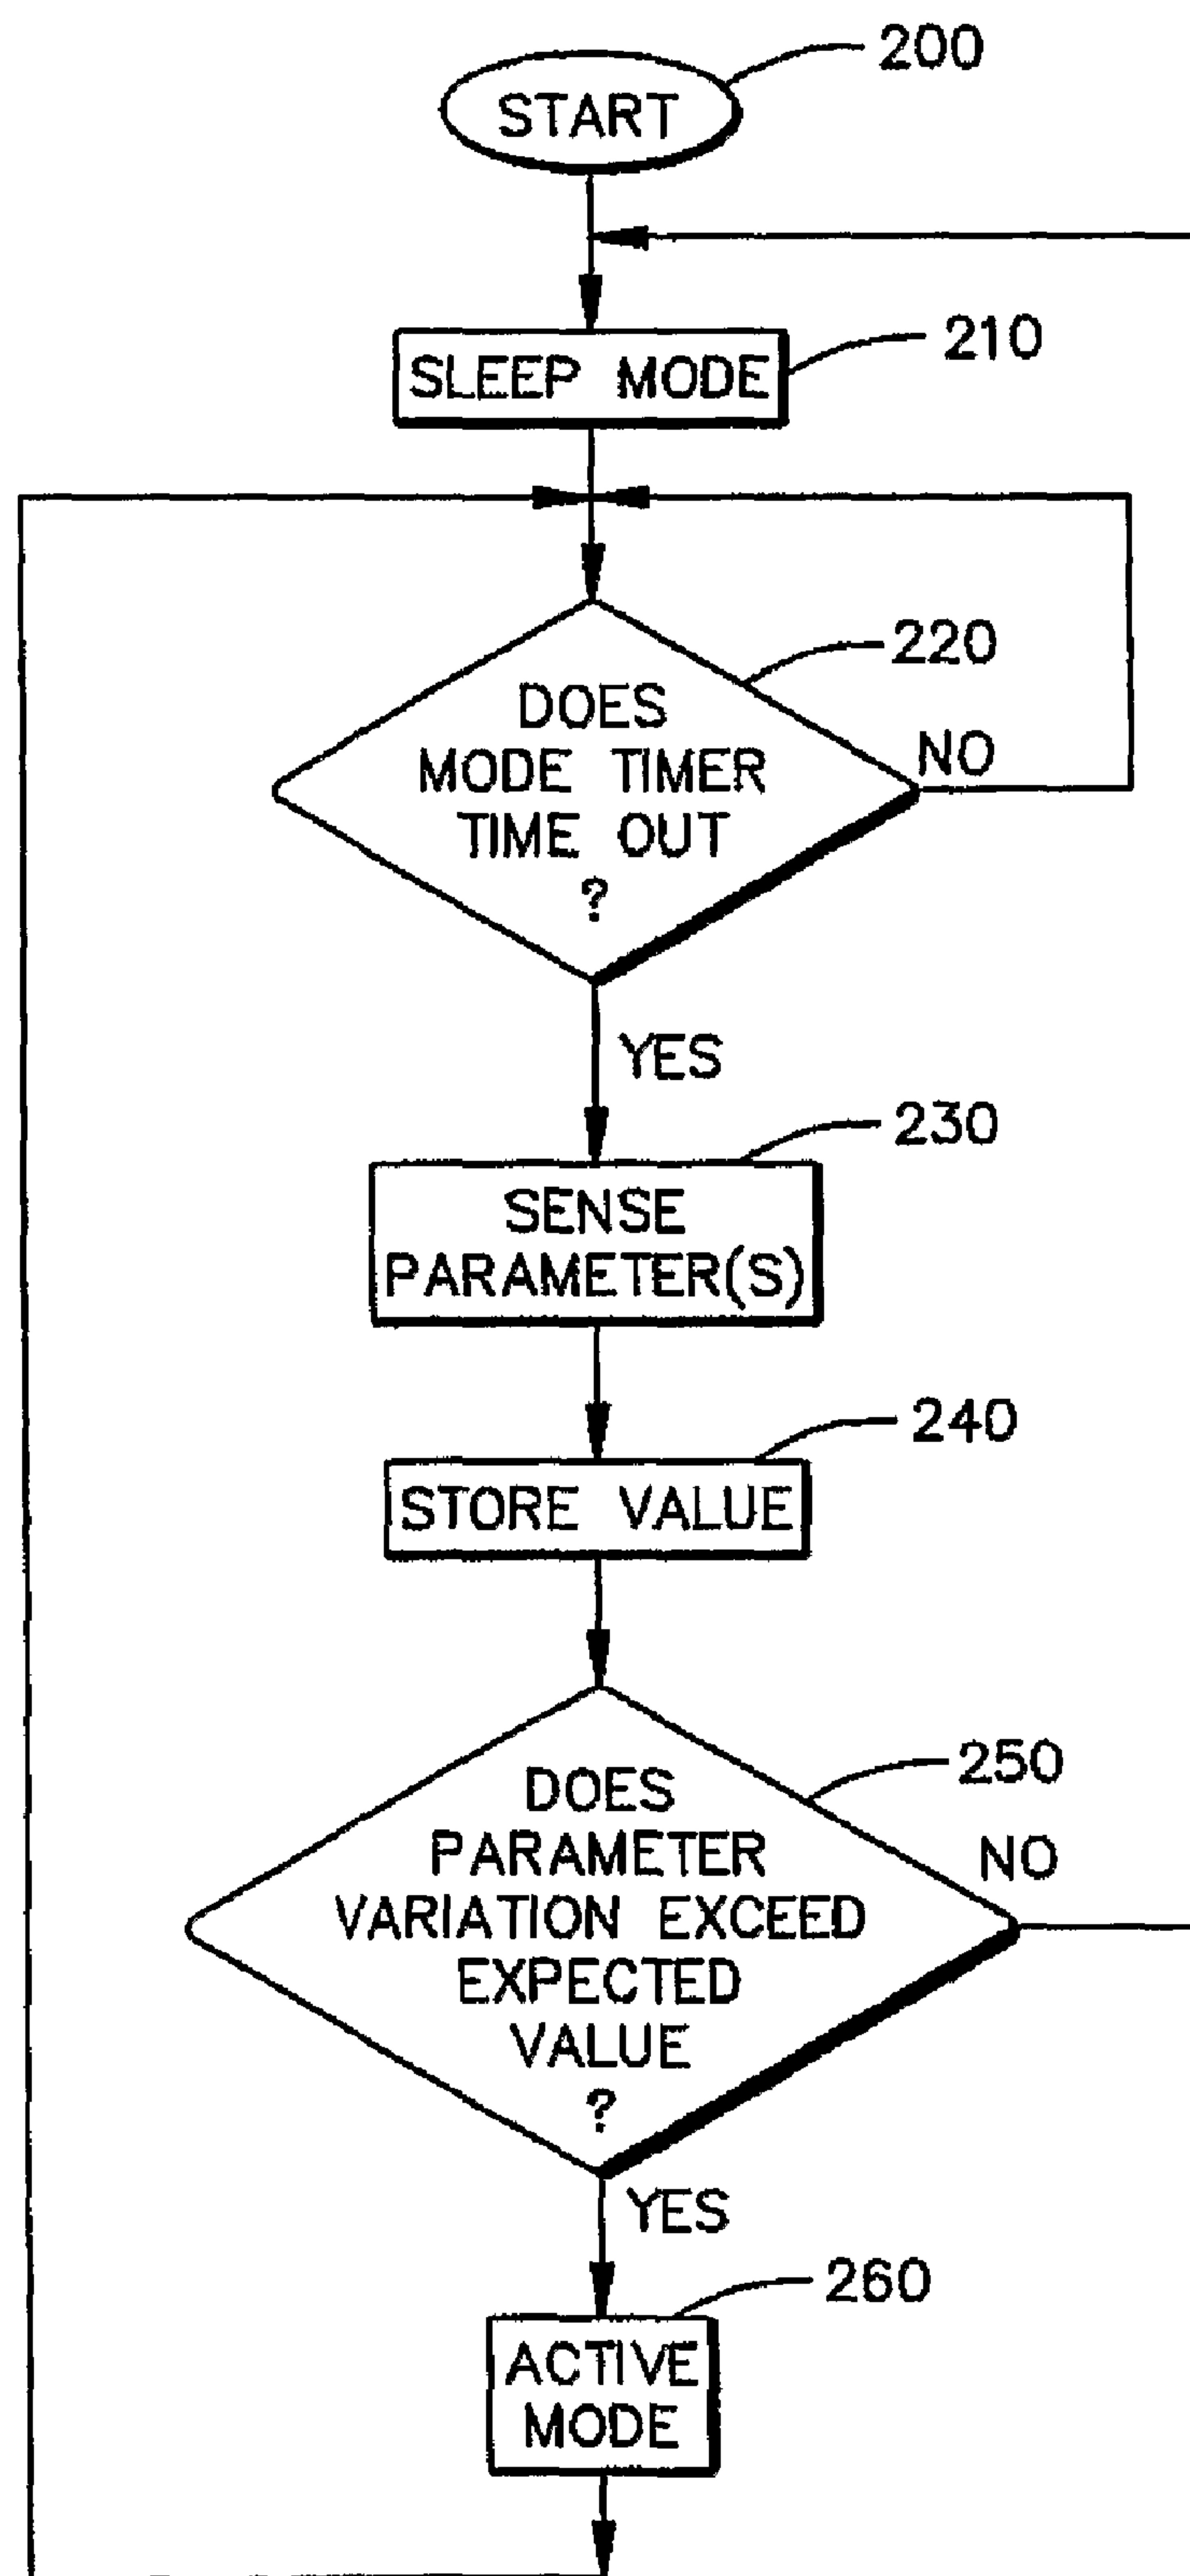 200
START
210
SLEEP MODE
220
DOES
MODE TIMER
TIME OUT
?
NO
YES
230
SENSE
PARAMETER(S)
240
STORE VALUE
250
DOES
PARAMETER
VARIATION EXCEED
EXPECTED
VALUE
?
NO
YES
260
ACTIVE
MODE